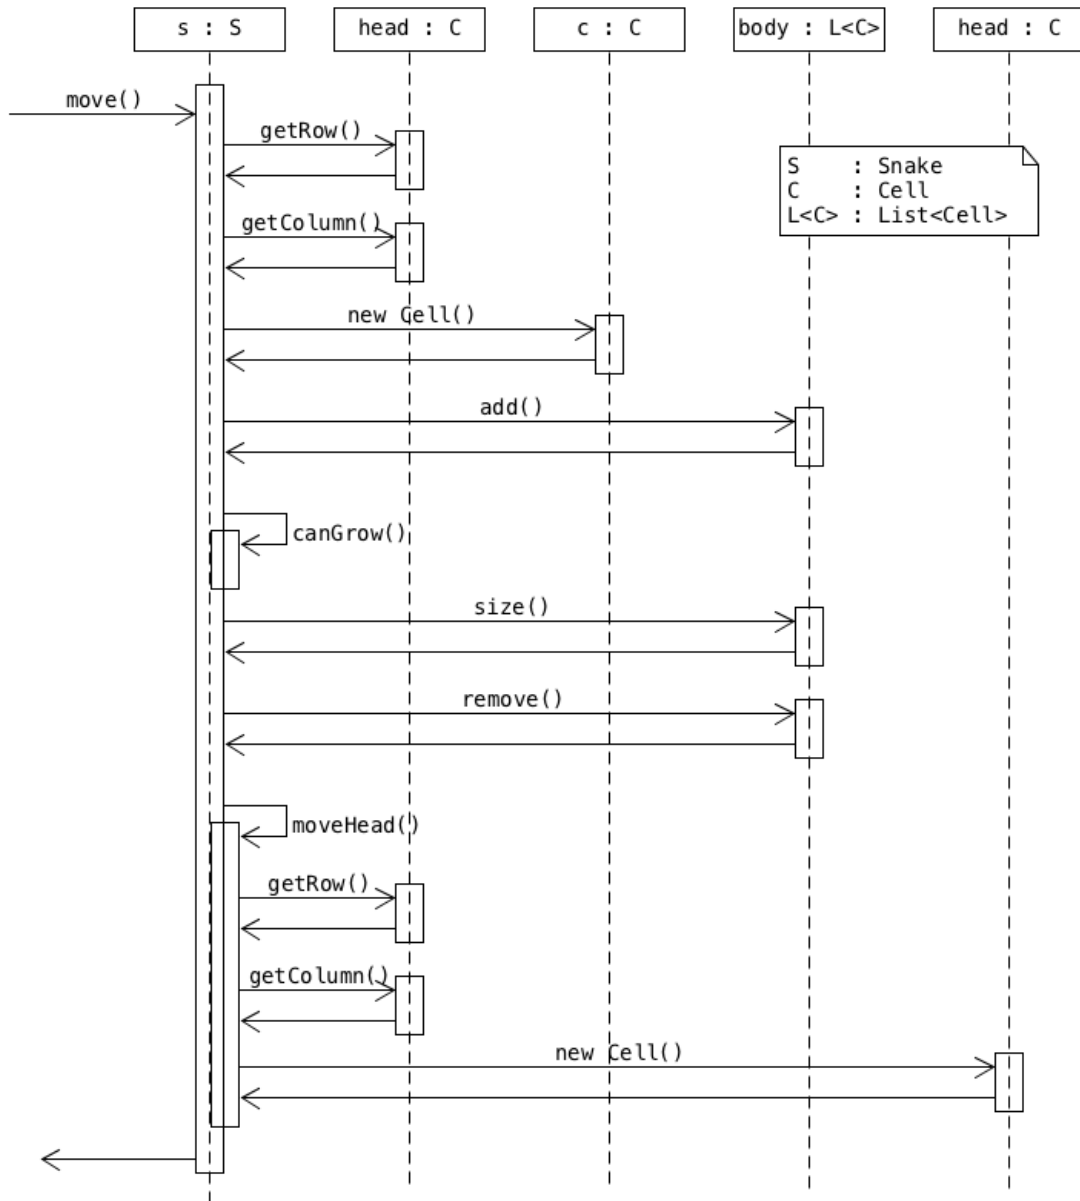 s : S
head : C
c : C
body : L<C>
head : C
move()
getRow()
S    : Snake
C    : Cell
L<C> : List<Cell>
getColumn()
new Cell()
add()
canGrow()
size()
remove()
moveHead()
getRow()
getColumn()
new Cell()